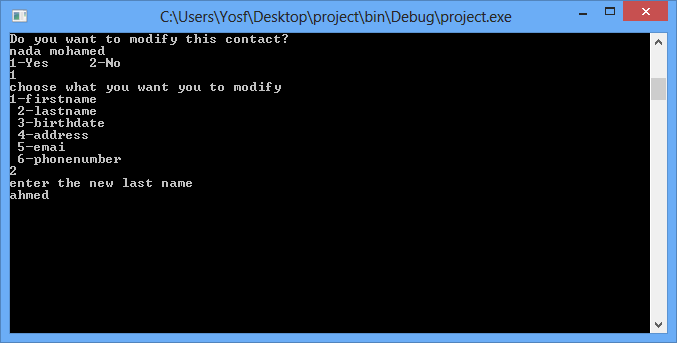 C:\Users\Yosf\Desktop\project\bin\Debug\project.exe
Do you want to modify this contact?
nada mohamed
1-Yes     2-No
1
choose what you want you to modify
1-firstname
 2-lastname
 3-birthdate
 4-address
 5-emai
 6-phonenumber
2
enter the new last name
ahmed